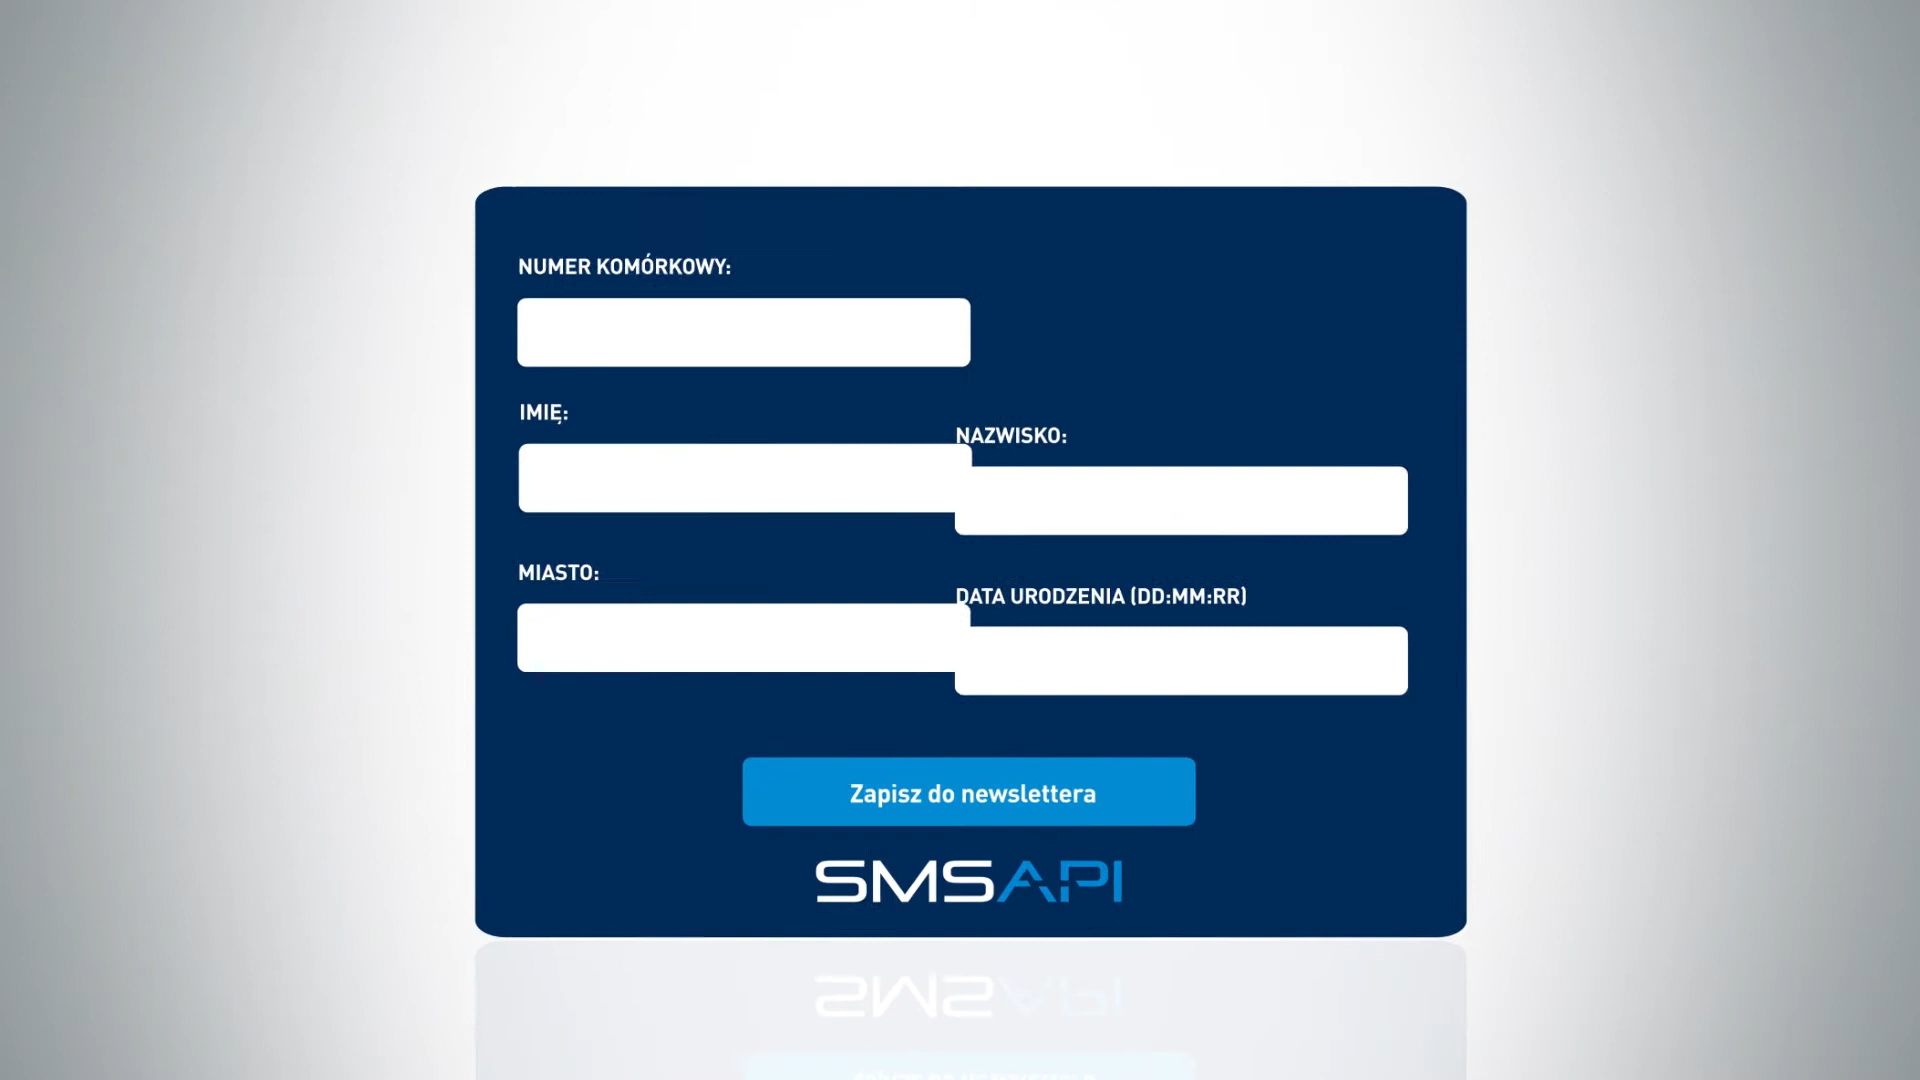 NUMER KOMÓRKOWY:
IMIĘ:
NAZWISKO:
MIASTO:
DATA URODZENIA (DD:MM:RR)
Zapisz do newslettera
SMSAPI